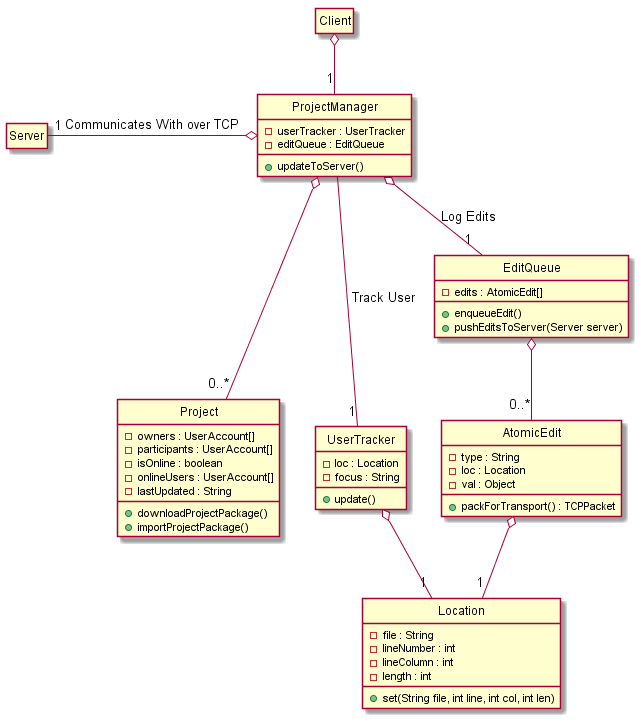 Client
1
ProjectManager
userTracker : UserTracker
editQueue : EditQueue
updateToServer()
Server
1 Communicates With over TCP
Log Edits
1
EditQueue
edits : AtomicEdit[]
enqueueEdit()
pushEditsToServer(Server server)
Track User
0..*
1
0..*
Project
owners : UserAccount[]
participants : UserAccount[]
isOnline : boolean
onlineUsers : UserAccount[]
lastUpdated : String
downloadProjectPackage()
importProjectPackage()
UserTracker
loc : Location
focus : String
update()
AtomicEdit
type : String
loc : Location
val : Object
packForTransport() : TCPPacket
1
1
Location
file : String
lineNumber : int
lineColumn : int
length : int
set(String file, int line, int col, int len)